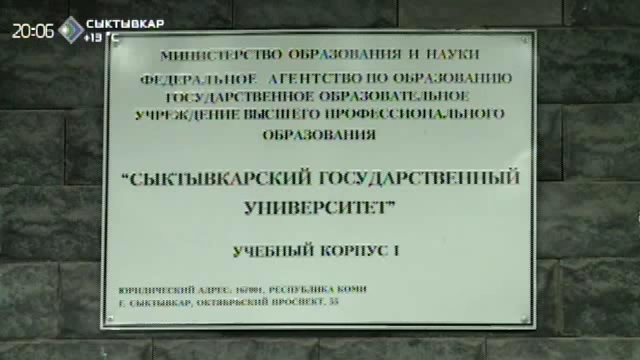 20:06 СЫКТЫВКАР
+13 °C
МИНИСТЕРСТВО ОБРАЗОВАНИЯ И НАУКИ
ФЕДЕРАЛЬНОЕ АГЕНТСТВО ПО ОБРАЗОВАНИЮ
ГОСУДАРСТВЕННОЕ ОБРАЗОВАТЕЛЬНОЕ
УЧРЕЖДЕНИЕ ВЫСШЕГО ПРОФЕССИОНАЛЬНОГО
ОБРАЗОВАНИЯ
"СЫКТЫВКАРСКИЙ ГОСУДАРСТВЕННЫЙ
УНИВЕРСИТЕТ"
УЧЕБНЫЙ КОРПУС I
ЮРИДИЧЕСКИЙ АДРЕС: 167001, РЕСПУБЛИКА КОМИ
Г. СЫКТЫВКАР, ОКТЯБРЬСКИЙ ПРОСПЕКТ, 55